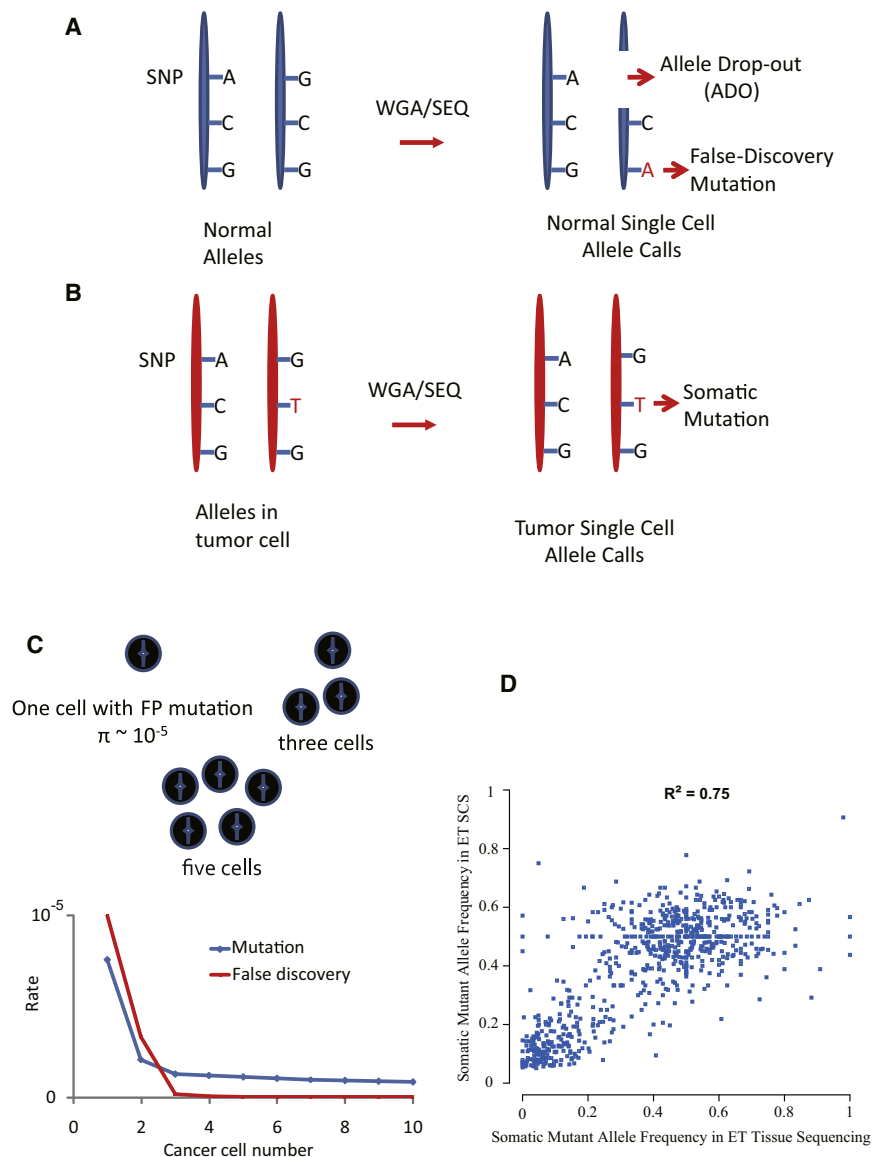 A
SNP
A
G
C
C
G
G
Normal
Alleles
WGA/SEQ
A
C
G
C
A
Allele Drop-out
(ADO)
False-Discovery
Mutation
Normal Single Cell
Allele Calls
B
SNP
A
G
C
T
G
G
Alleles in
tumor cell
WGA/SEQ
A
G
C
T
G
G
Somatic
Mutation
Tumor Single Cell
Allele Calls
C
One cell with FP mutation
π ~ 10⁻⁵
three cells
five cells
10⁻⁵
0
Rate
Mutation
False discovery
0
2
4
6
8
10
Cancer cell number
D
R² = 0.75
Somatic Mutant Allele Frequency in ET SCS
1
0.8
0.6
0.4
0.2
0
0
0.2
0.4
0.6
0.8
1
Somatic Mutant Allele Frequency in ET Tissue Sequencing